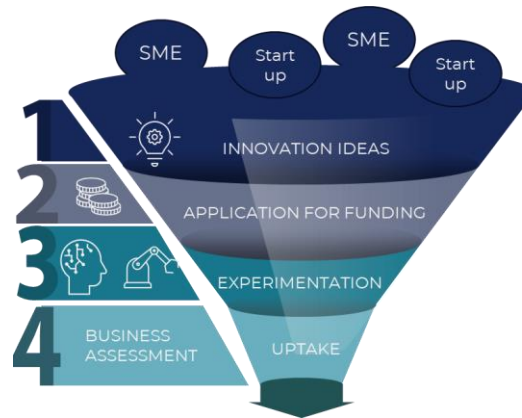 SME
Start
up
SME
Start
up
1
INNOVATION IDEAS
2
APPLICATION FOR FUNDING
3
EXPERIMENTATION
4
BUSINESS
ASSESSMENT
UPTAKE